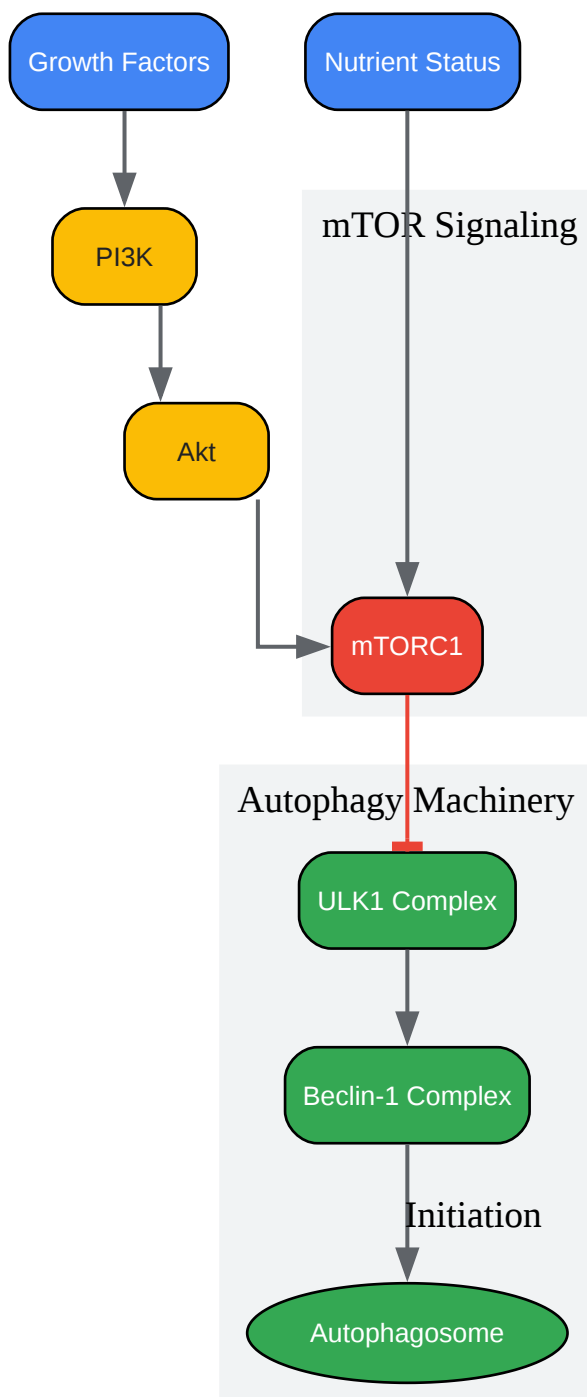 Growth Factors
Nutrient Status
mTOR Signaling
PI3K
Akt
mTORC1
Autophagy Machinery
ULK1 Complex
Beclin-1 Complex
Initiation
Autophagosome